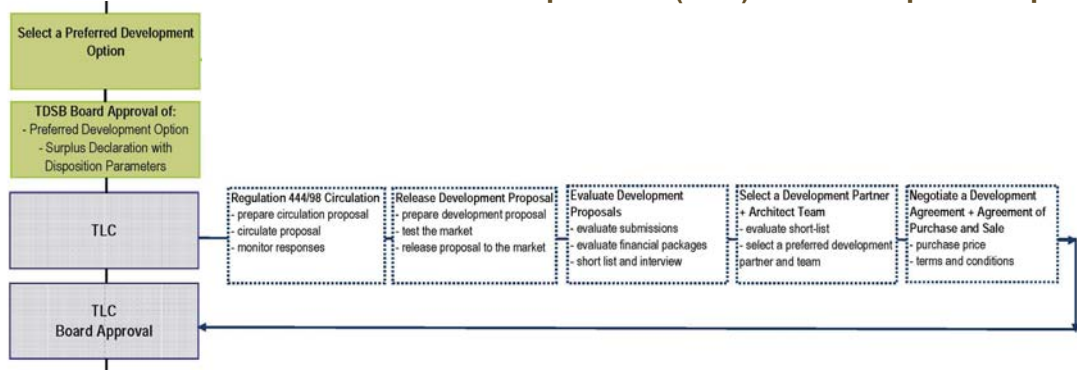 Select a Preferred Development
Option
TDSB Board Approval of:
- Preferred Development Option
- Surplus Declaration with
Disposition Parameters
TLC
Regulation 444/98 Circulation
- prepare circulation proposal
- circulate proposal
- monitor responses
Release Development Proposal
- prepare development proposal
- test the market
- release proposal to the market
Evaluate Development
Proposals
- evaluate submissions
- evaluate financial packages
- short list and interview
Select a Development Partner
+ Architect Team
- evaluate short-list
- select a preferred development
partner and team
Negotiate a Development
Agreement + Agreement of
Purchase and Sale
- purchase price
- terms and conditions
TLC
Board Approval